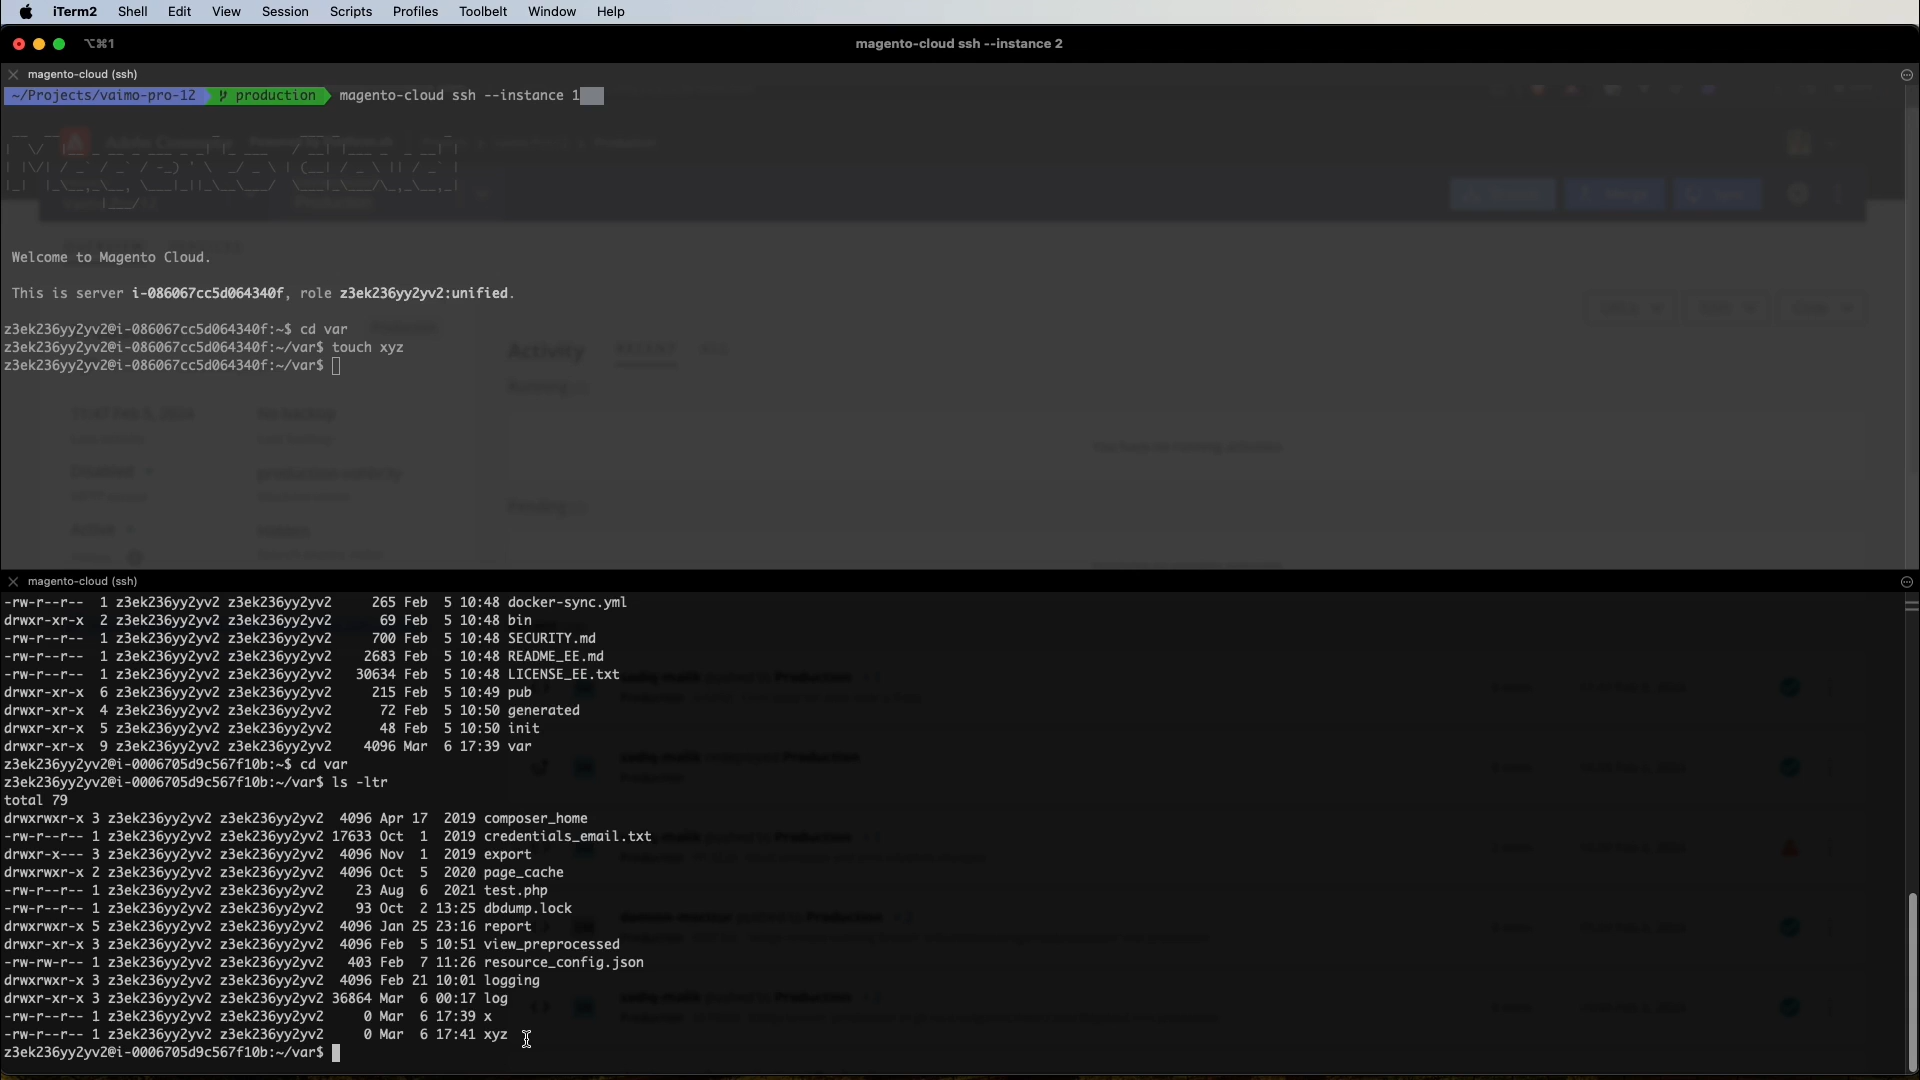 iTerm2 Shell Edit View Session Scripts Profiles Toolbelt Window Help
⌥⌘1 magento-cloud ssh --instance 2
magento-cloud (ssh)
~/Projects/vaimo-pro-12 production magento-cloud ssh --instance 1
Welcome to Magento Cloud.
This is server i-086067cc5d064340f, role z3ek236yy2yv2:unified.
z3ek236yy2yv2@i-086067cc5d064340f:~$ cd var
z3ek236yy2yv2@i-086067cc5d064340f:~/var$ touch xyz
z3ek236yy2yv2@i-086067cc5d064340f:~/var$
Activity RECENT ALL
magento-cloud (ssh)
-rw-r--r-- 1 z3ek236yy2yv2 z3ek236yy2yv2 265 Feb 5 10:48 docker-sync.yml
drwxr-xr-x 2 z3ek236yy2yv2 z3ek236yy2yv2 69 Feb 5 10:48 bin
-rw-r--r-- 1 z3ek236yy2yv2 z3ek236yy2yv2 700 Feb 5 10:48 SECURITY.md
-rw-r--r-- 1 z3ek236yy2yv2 z3ek236yy2yv2 2683 Feb 5 10:48 README_EE.md
-rw-r--r-- 1 z3ek236yy2yv2 z3ek236yy2yv2 30634 Feb 5 10:48 LICENSE_EE.txt
drwxr-xr-x 6 z3ek236yy2yv2 z3ek236yy2yv2 215 Feb 5 10:49 pub
drwxr-xr-x 4 z3ek236yy2yv2 z3ek236yy2yv2 72 Feb 5 10:50 generated
drwxr-xr-x 5 z3ek236yy2yv2 z3ek236yy2yv2 48 Feb 5 10:50 init
drwxr-xr-x 9 z3ek236yy2yv2 z3ek236yy2yv2 4096 Mar 6 17:39 var
z3ek236yy2yv2@i-0006705d9c567f10b:~$ cd var
z3ek236yy2yv2@i-0006705d9c567f10b:~/var$ ls -ltr
total 79
drwxrwxr-x 3 z3ek236yy2yv2 z3ek236yy2yv2 4096 Apr 17 2019 composer_home
-rw-r--r-- 1 z3ek236yy2yv2 z3ek236yy2yv2 17633 Oct 1 2019 credentials_email.txt
drwxr-x--- 3 z3ek236yy2yv2 z3ek236yy2yv2 4096 Nov 1 2019 export
drwxrwxr-x 2 z3ek236yy2yv2 z3ek236yy2yv2 4096 Oct 5 2020 page_cache
-rw-r--r-- 1 z3ek236yy2yv2 z3ek236yy2yv2 23 Aug 6 2021 test.php
-rw-r--r-- 1 z3ek236yy2yv2 z3ek236yy2yv2 93 Oct 2 13:25 dbdump.lock
drwxrwxr-x 5 z3ek236yy2yv2 z3ek236yy2yv2 4096 Jan 25 23:16 report
drwxr-xr-x 3 z3ek236yy2yv2 z3ek236yy2yv2 4096 Feb 5 10:51 view_preprocessed
-rw-rw-r-- 1 z3ek236yy2yv2 z3ek236yy2yv2 403 Feb 7 11:26 resource_config.json
drwxrwxr-x 3 z3ek236yy2yv2 z3ek236yy2yv2 4096 Feb 21 10:01 logging
drwxr-xr-x 3 z3ek236yy2yv2 z3ek236yy2yv2 36864 Mar 6 00:17 log
-rw-r--r-- 1 z3ek236yy2yv2 z3ek236yy2yv2 0 Mar 6 17:39 x
-rw-r--r-- 1 z3ek236yy2yv2 z3ek236yy2yv2 0 Mar 6 17:41 xyz
z3ek236yy2yv2@i-0006705d9c567f10b:~/var$